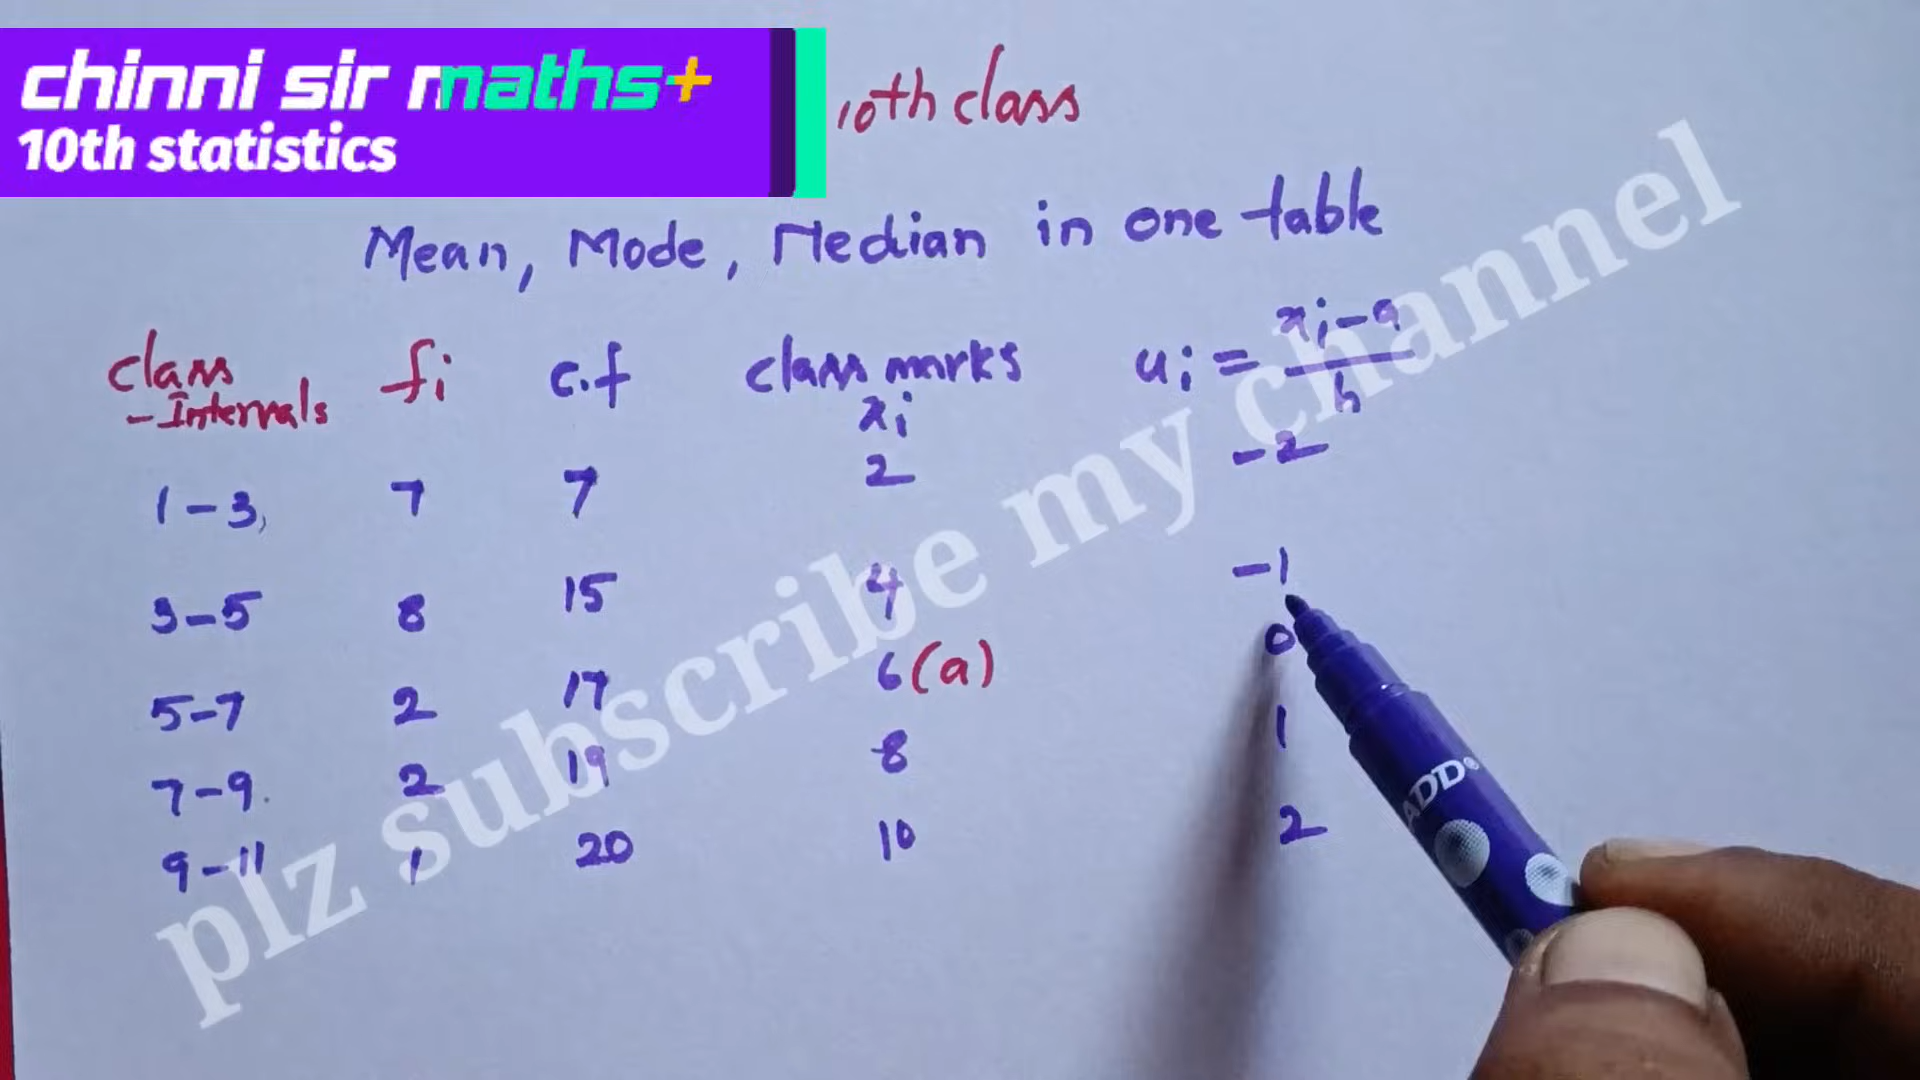 chinni sir maths+
10th statistics
10th class
Mean, Mode, Median in one table
class
-Intervals
fi
c.f
class marks
xi
ui = xi-a
h
1-3, 7 7 2 -2
3-5 8 15 4 -1
5-7 2 17 6(a) 0
7-9. 2 19 8 1
9-11 1 20 10 2
plz subscribe my channel
ADD®